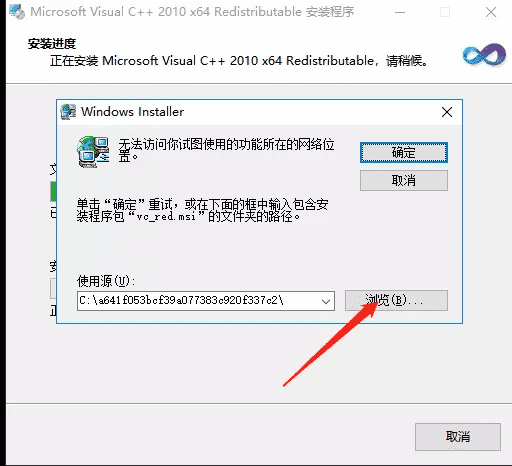 Microsoft Visual C++ 2010 x64 Redistributable 安装程序
安装进度
正在安装 Microsoft Visual C++ 2010 x64 Redistributable，请稍候。
Windows Installer
无法访问你试图使用的功能所在的网络位
置。
确定
取消
单击“确定”重试，或在下面的框中输入包含安
装程序包“vc_red.msi”的文件夹的路径。
使用源(U):
C:\a641f053bcf39a077383c920f337c2\
浏览(B)...
取消